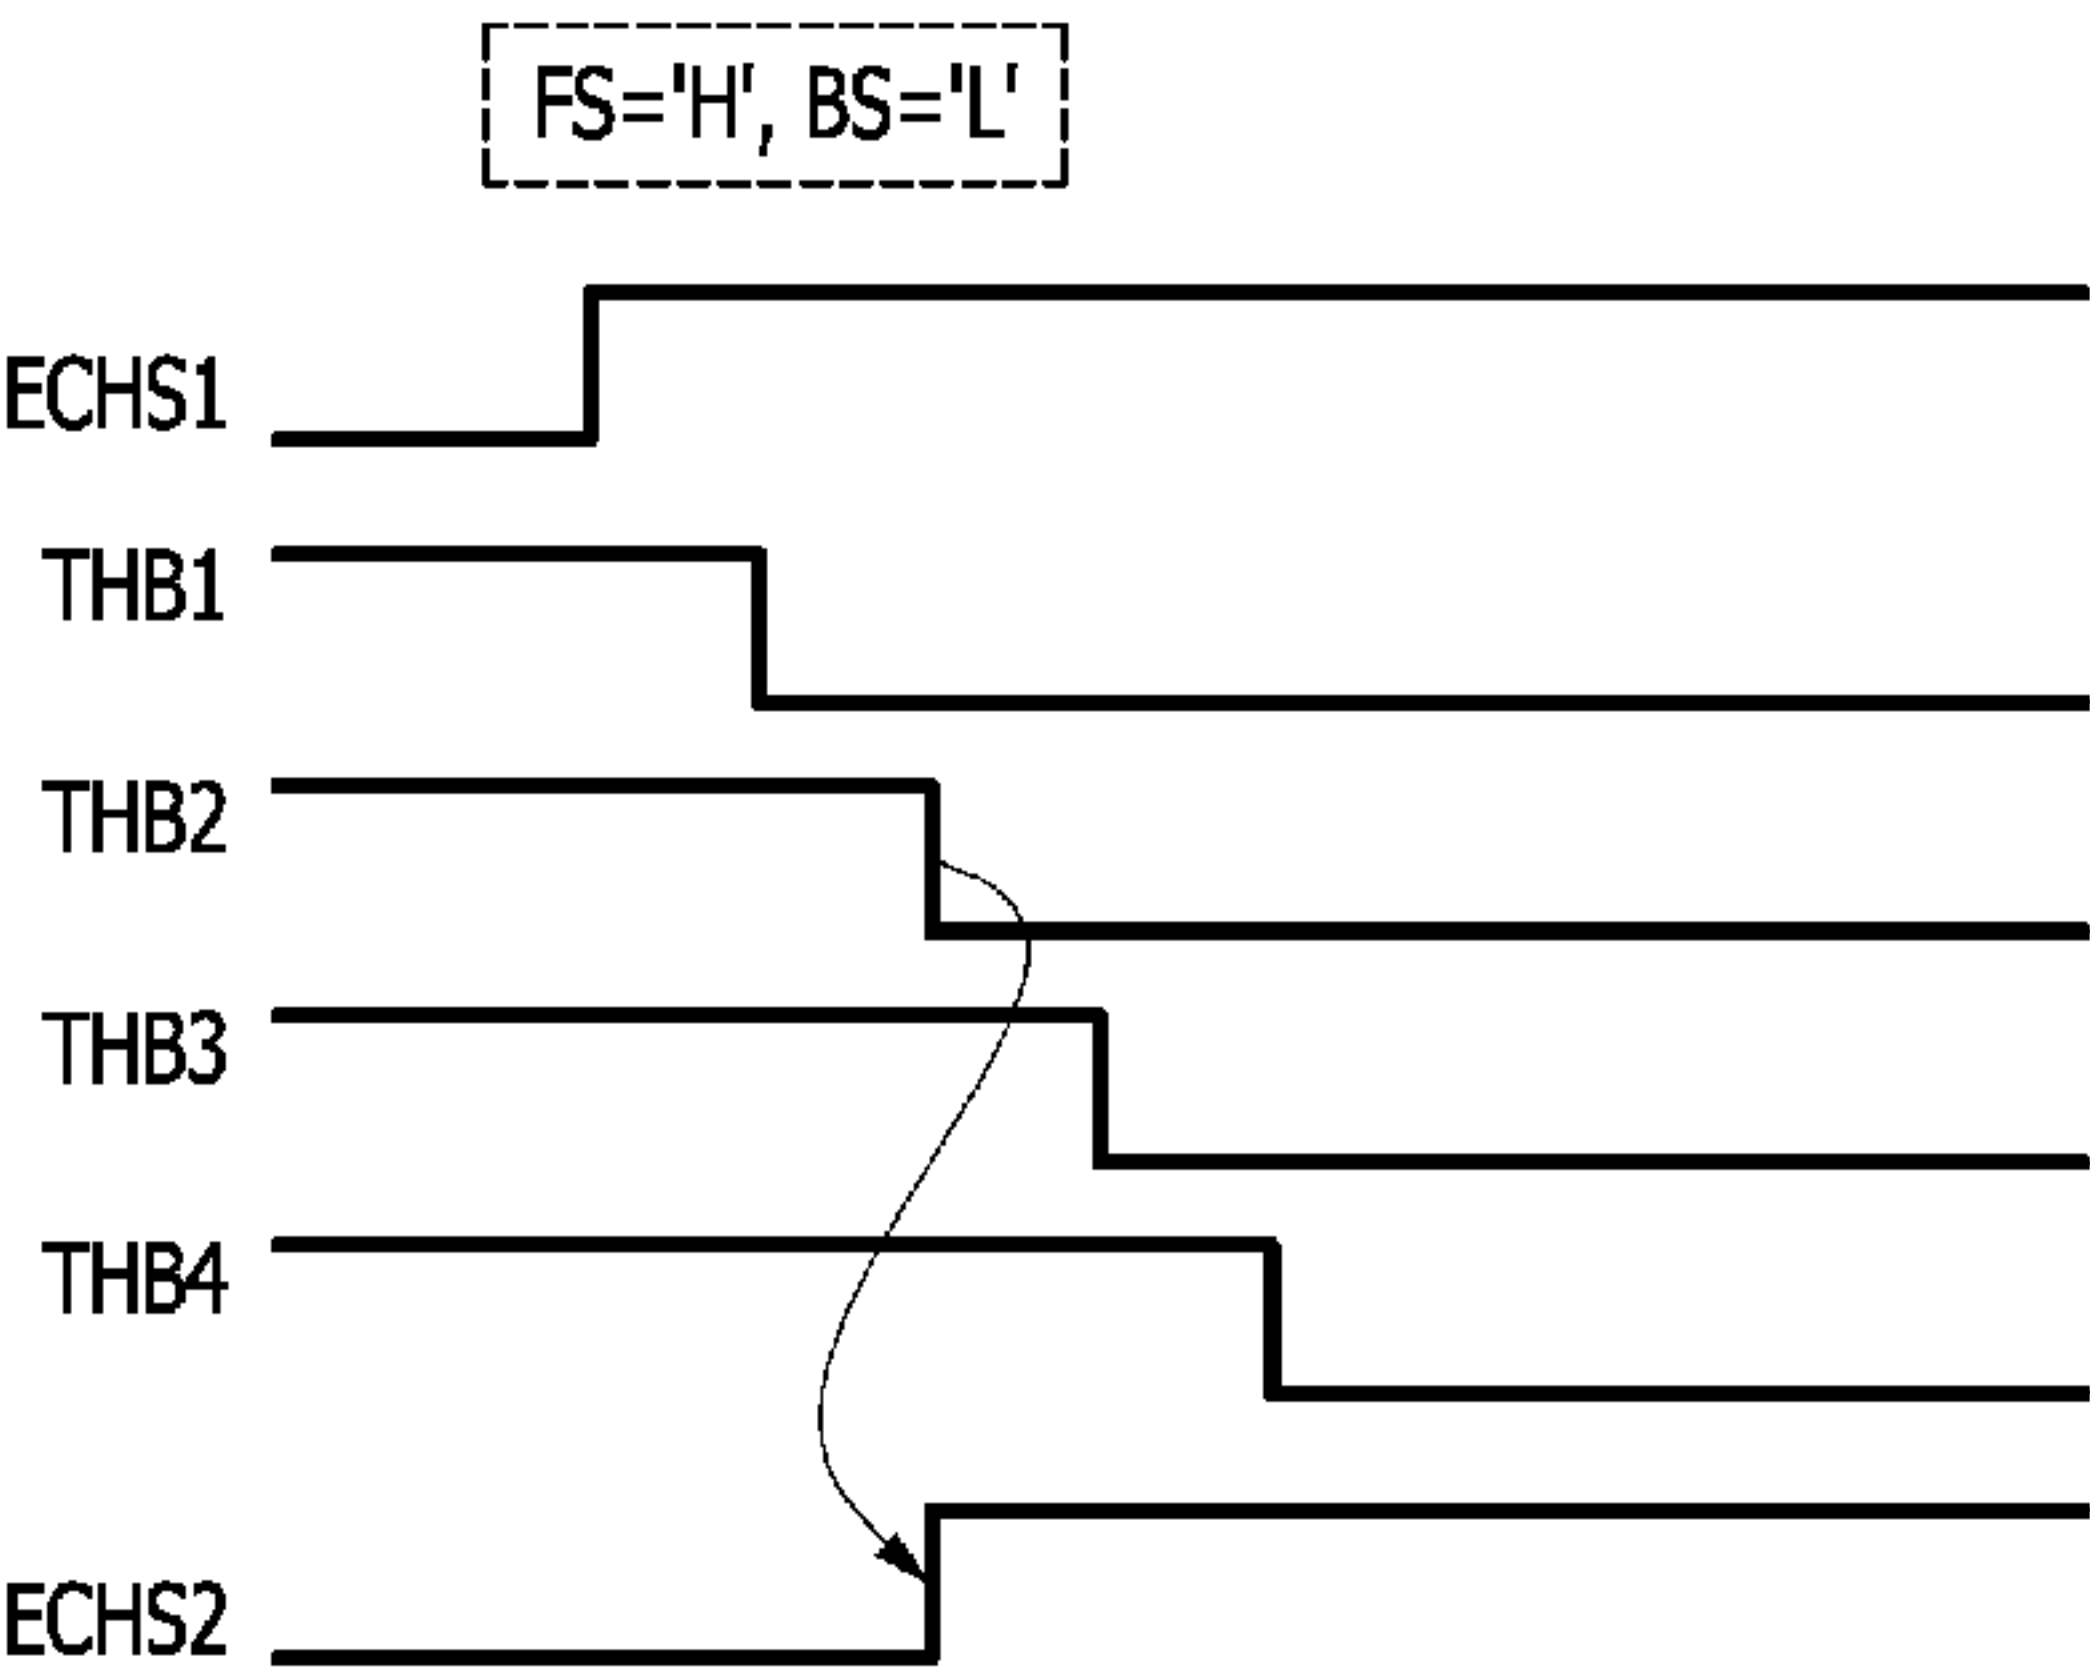 FS='H', BS='L'
ECHS1
THB1
THB2
THB3
THB4
ECHS2